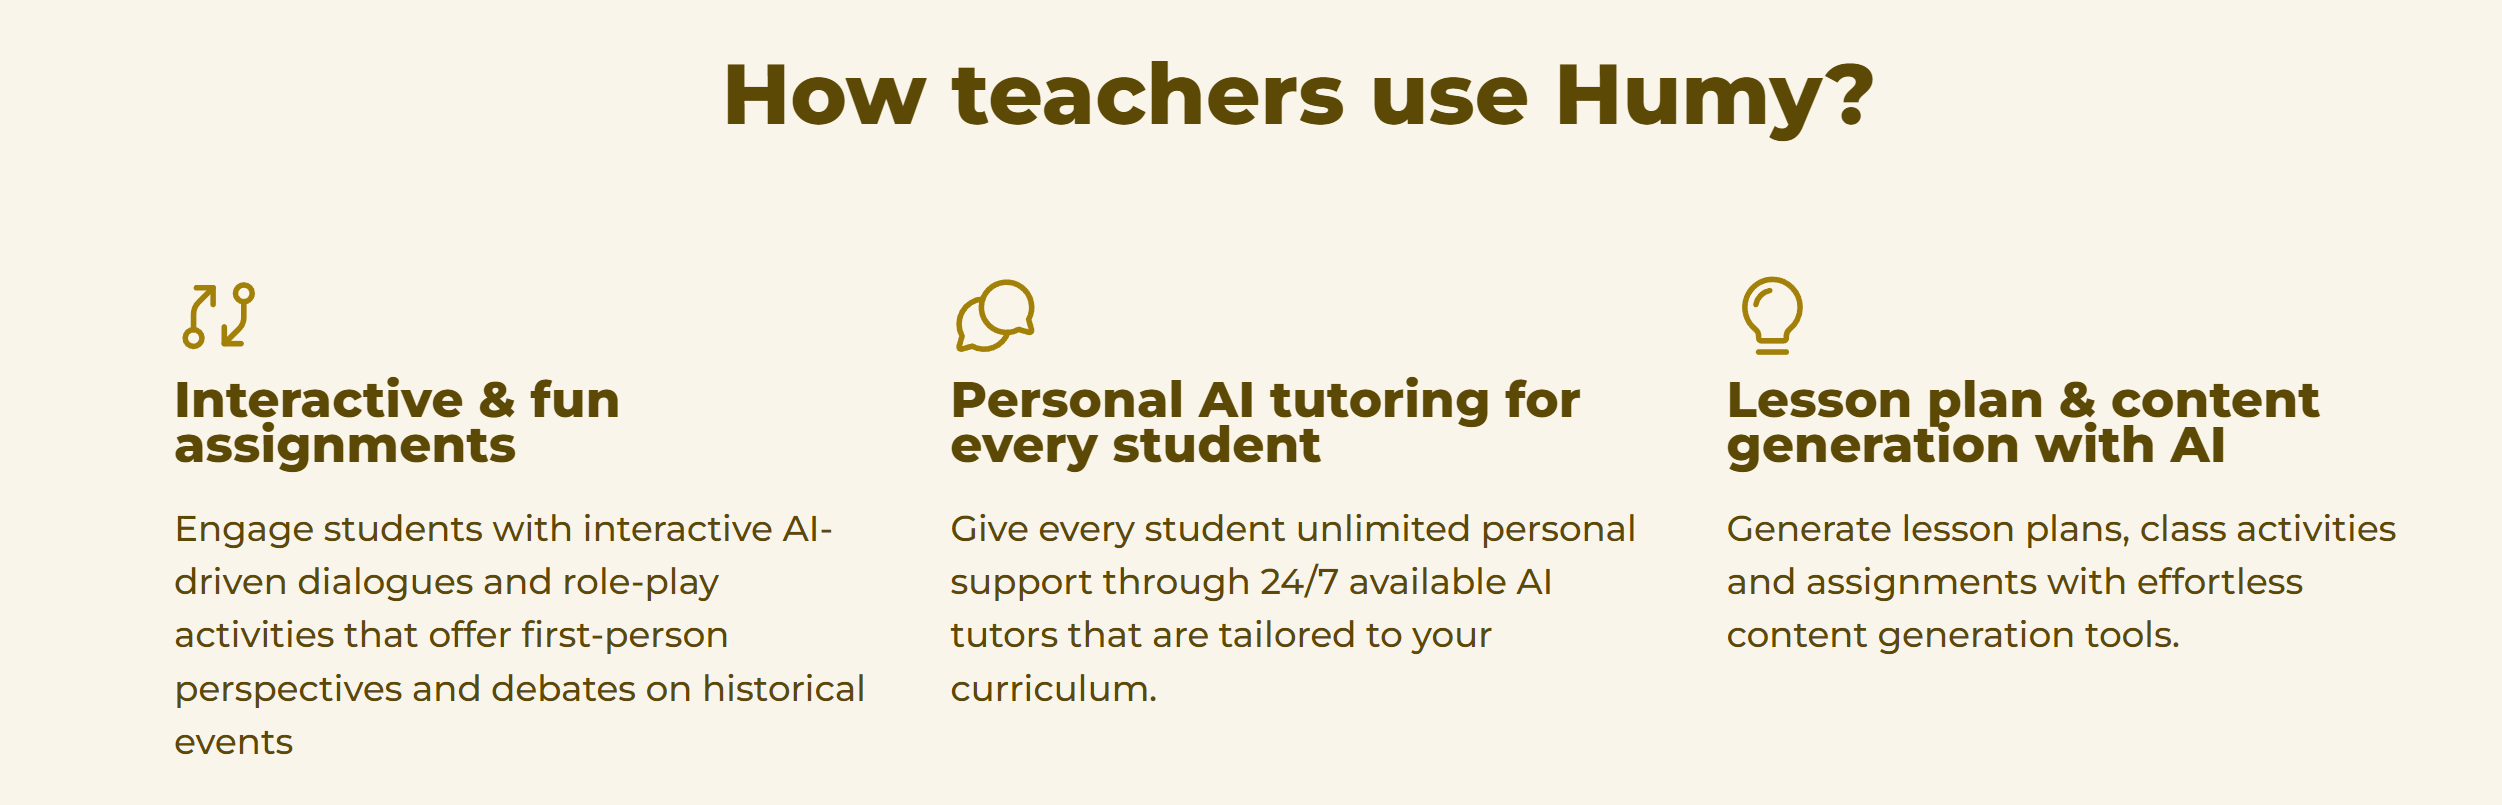 How teachers use Humy?
Interactive & fun
assignments
Engage students with interactive AI-
driven dialogues and role-play
activities that offer first-person
perspectives and debates on historical
events
Personal AI tutoring for
every student
Give every student unlimited personal
support through 24/7 available AI
tutors that are tailored to your
curriculum.
Lesson plan & content
generation with AI
Generate lesson plans, class activities
and assignments with effortless
content generation tools.